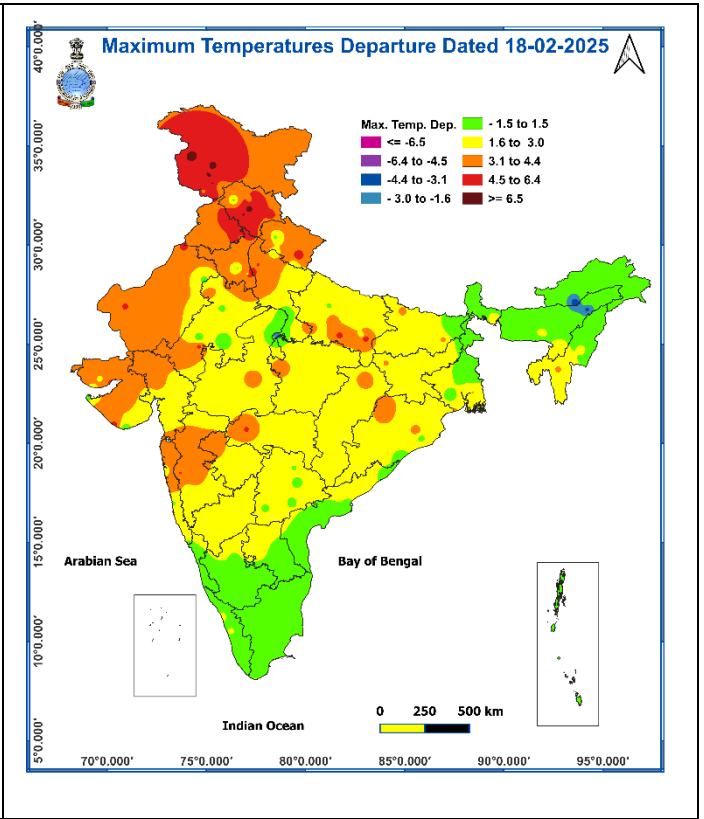 Maximum Temperatures Departure Dated 18-02-2025
Max. Temp. Dep.
<= -6.5
-6.4 to -4.5
-4.4 to -3.1
- 3.0 to -1.6
- 1.5 to 1.5
1.6 to 3.0
3.1 to 4.4
4.5 to 6.4
>= 6.5
40°0.000'
35°0.000'
30°0.000'
25°0.000'
20°0.000'
15°0.000'
10°0.000'
5°0.000'
Arabian Sea
Bay of Bengal
Indian Ocean
0 250 500 km
70°0.000' 75°0.000' 80°0.000' 85°0.000' 90°0.000' 95°0.000'